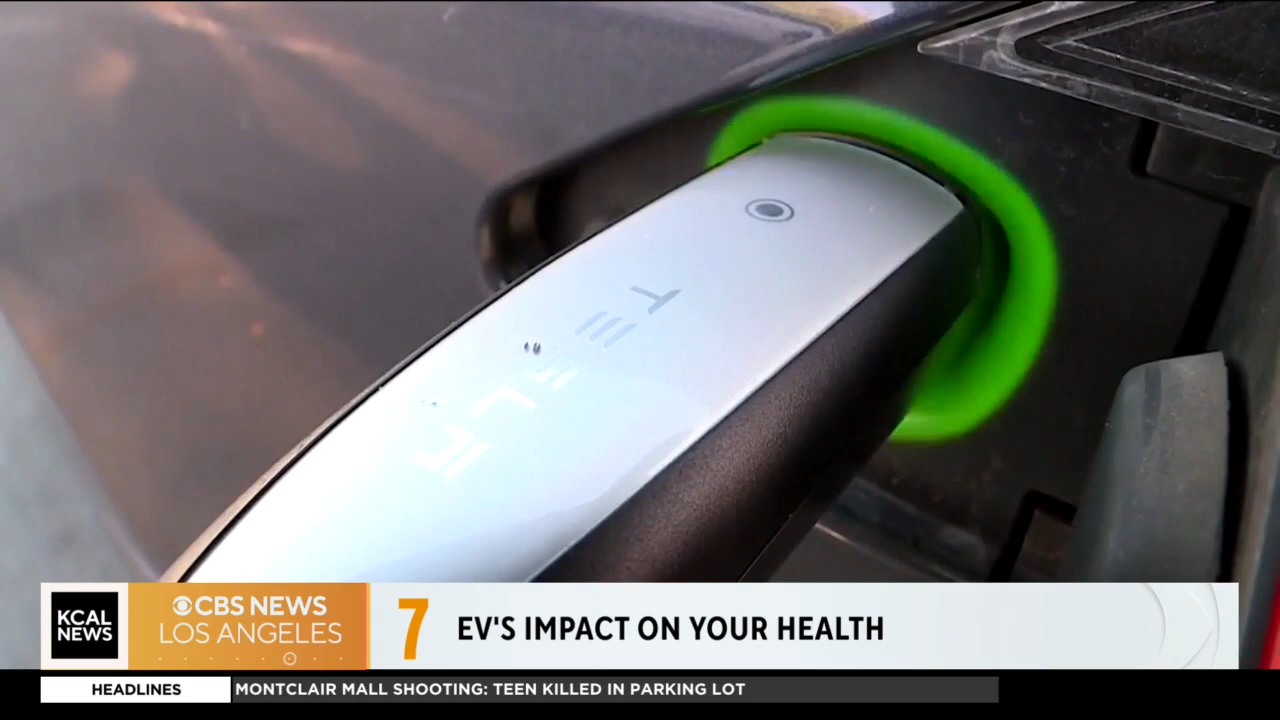 TESLA
KCAL
NEWS
CBS NEWS
LOS ANGELES
7
EV'S IMPACT ON YOUR HEALTH
HEADLINES
MONTCLAIR MALL SHOOTING: TEEN KILLED IN PARKING LOT